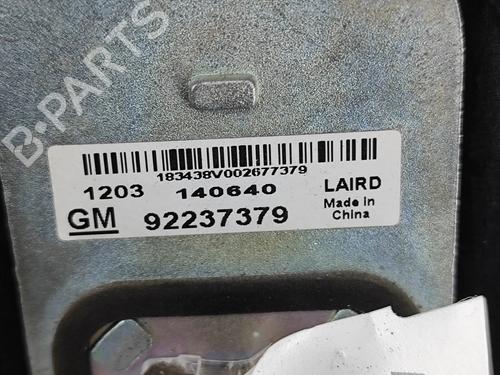 B-PARTS
183438V002677379
1203 140640 LAIRD
Made in
China
GM 92237379